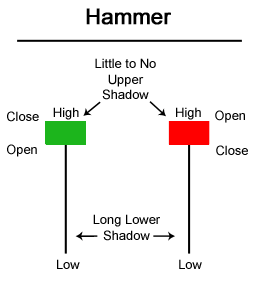 Hammer
Little to No
Upper
Shadow
Close
High
High
Open
Open
Close
Long Lower
Shadow
Low
Low